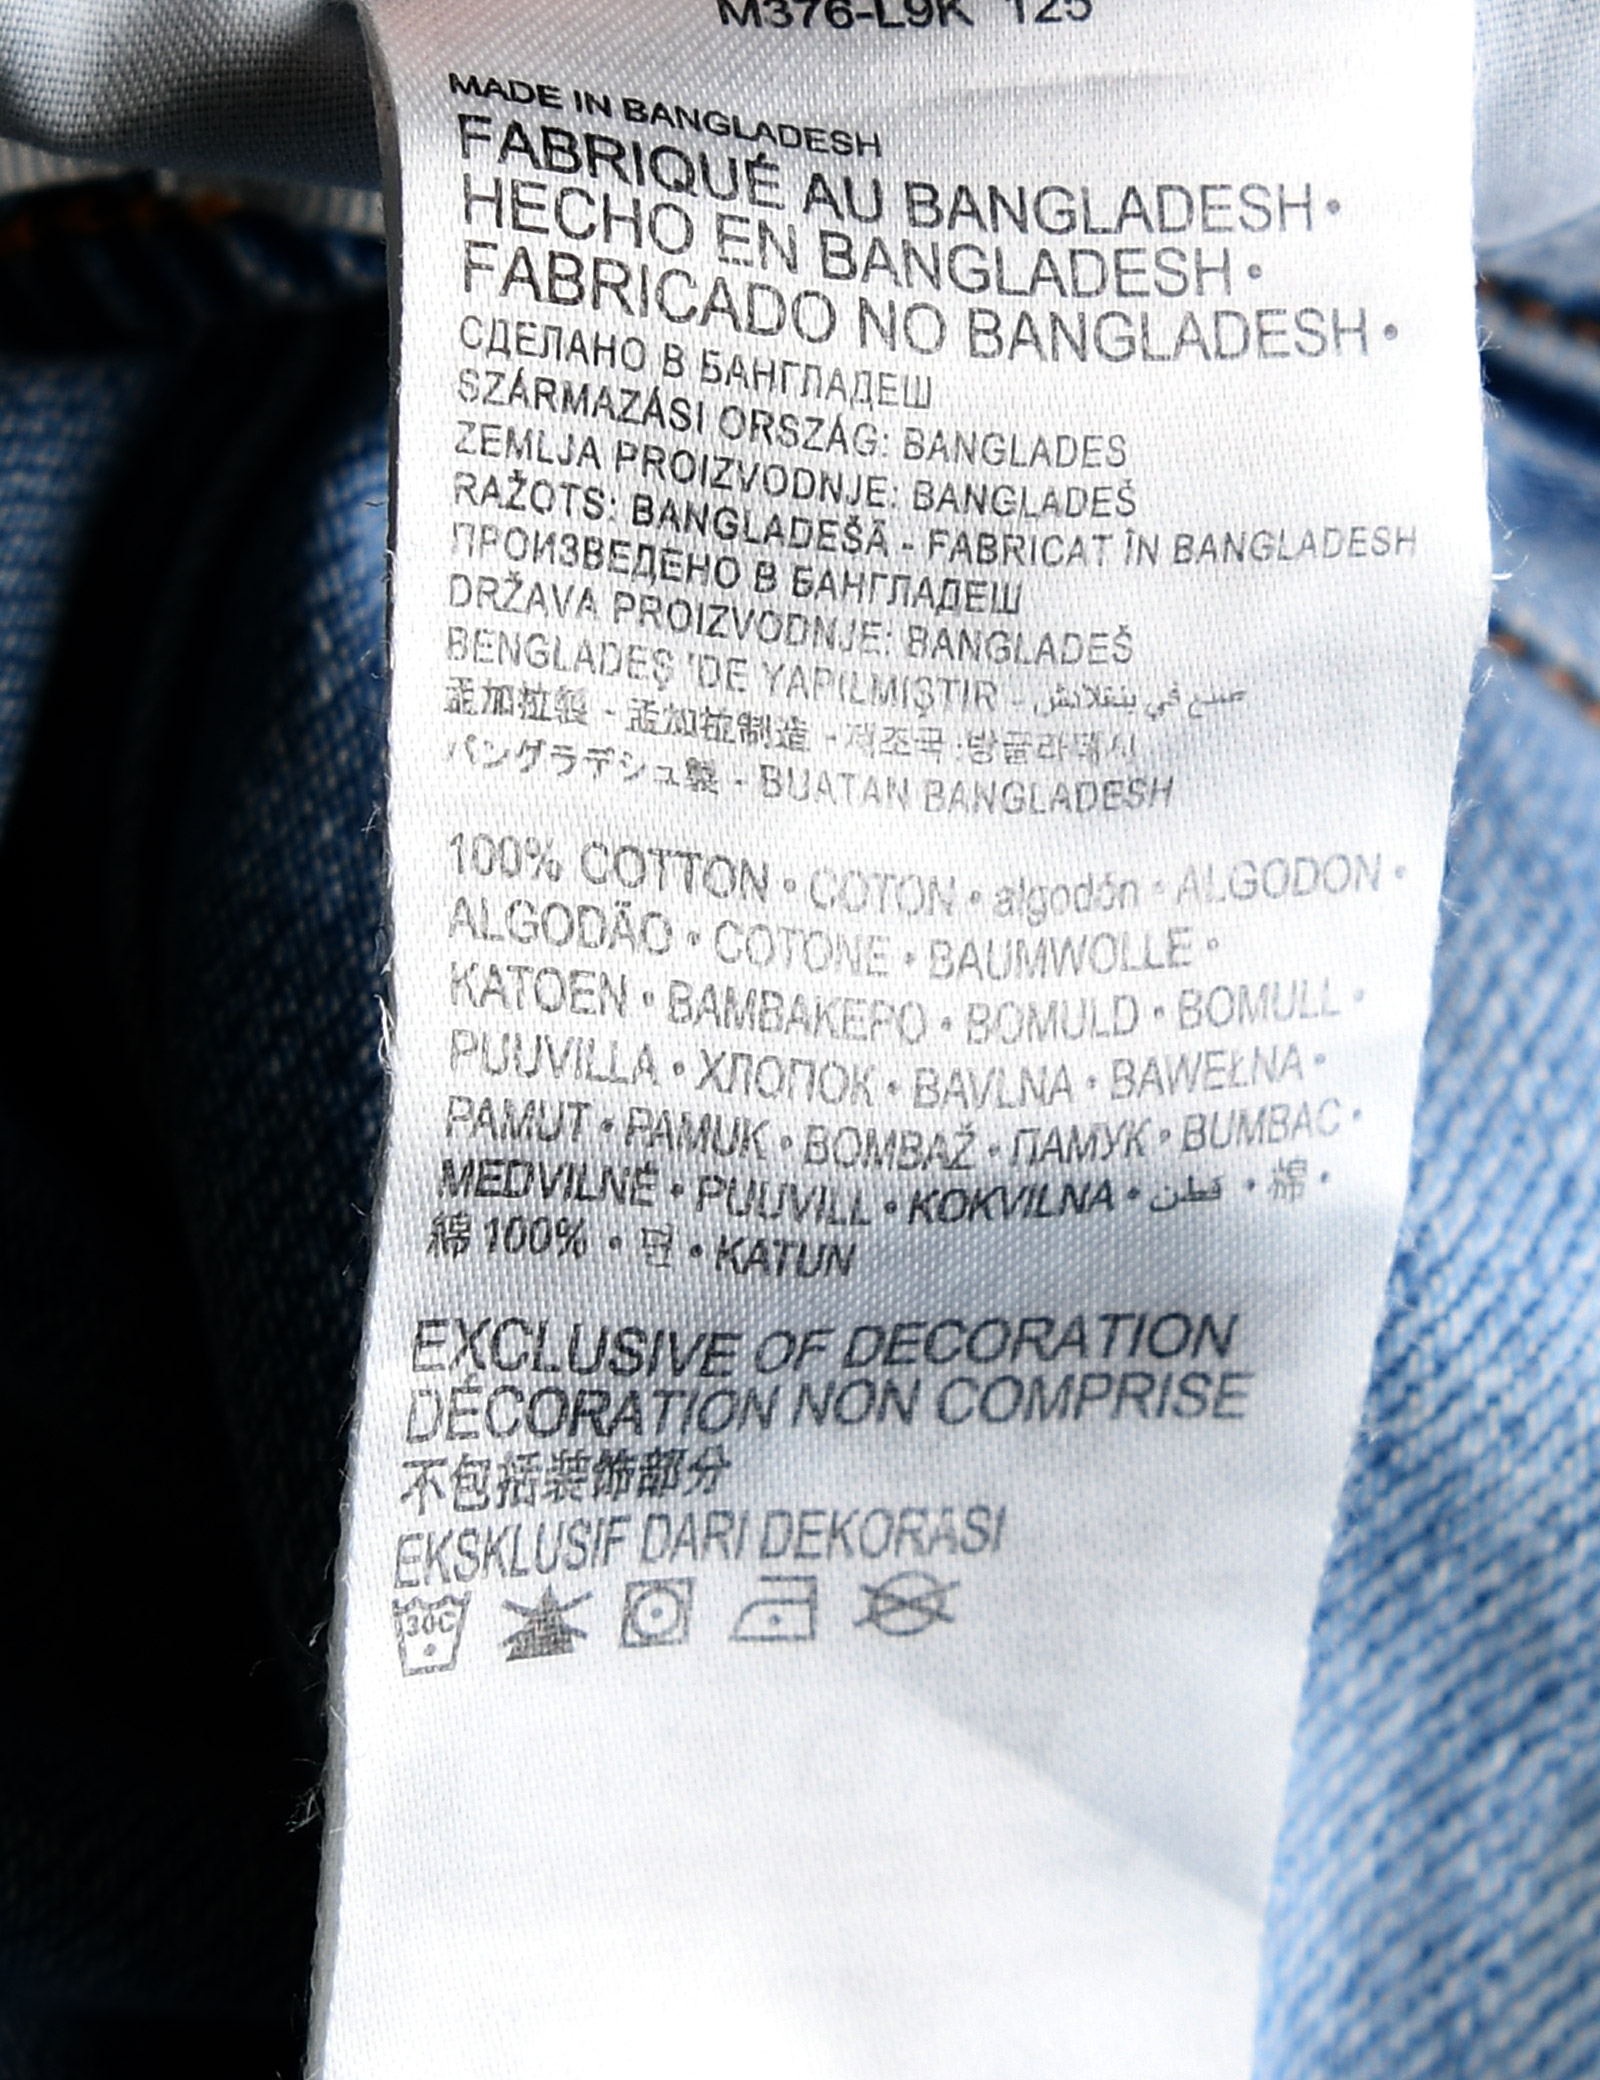 M376-L9K 125
MADE IN BANGLADESH
FABRIQUÉ AU BANGLADESH •
HECHO EN BANGLADESH •
FABRICADO NO BANGLADESH •
СДЕЛАНО В БАНГЛАДЕШ
SZÁRMAZÁSI ORSZÁG: BANGLADES
ZEMLJA PROIZVODNJE: BANGLADEŠ
RAŽOTS: BANGLADEŠĀ - FABRICAT ÎN BANGLADESH
ПРОИЗВЕДЕНО В БАНГЛАДЕШ
DRŽAVA PROIZVODNJE: BANGLADEŠ
BENGLADEŞ 'DE YAPILMIŞTIR - صنع في بنغلاديش
孟加拉製 - 孟加拉制造 - 제조국 :방글라데시
バングラデシュ製 - BUATAN BANGLADESH
100% COTTON • COTON • algodón • ALGODON •
ALGODÃO • COTONE • BAUMWOLLE •
KATOEN • BAMBAKEPO • BOMULD • BOMULL •
PUUVILLA • ХЛОПОК • BAVLNA • BAWEŁNA •
PAMUT • PAMUK • BOMBAŽ • ПАМУК • BUMBAC •
MEDVILNĖ • PUUVILL • KOKVILNA • قطن • 棉 •
綿 100% • 면 • KATUN
EXCLUSIVE OF DECORATION
DÉCORATION NON COMPRISE
不包括装饰部分
EKSKLUSIF DARI DEKORASI
30C